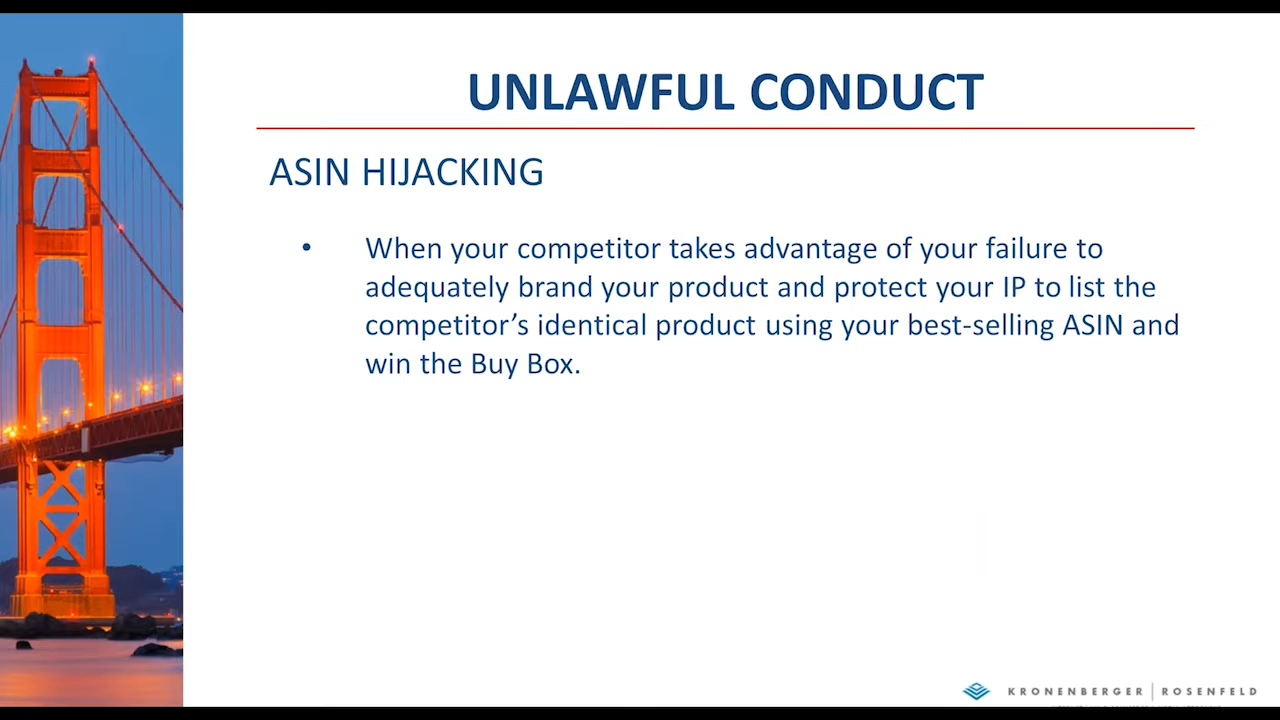 UNLAWFUL CONDUCT
ASIN HIJACKING
• When your competitor takes advantage of your failure to
adequately brand your product and protect your IP to list the
competitor’s identical product using your best-selling ASIN and
win the Buy Box.
KRONENBERGER | ROSENFELD